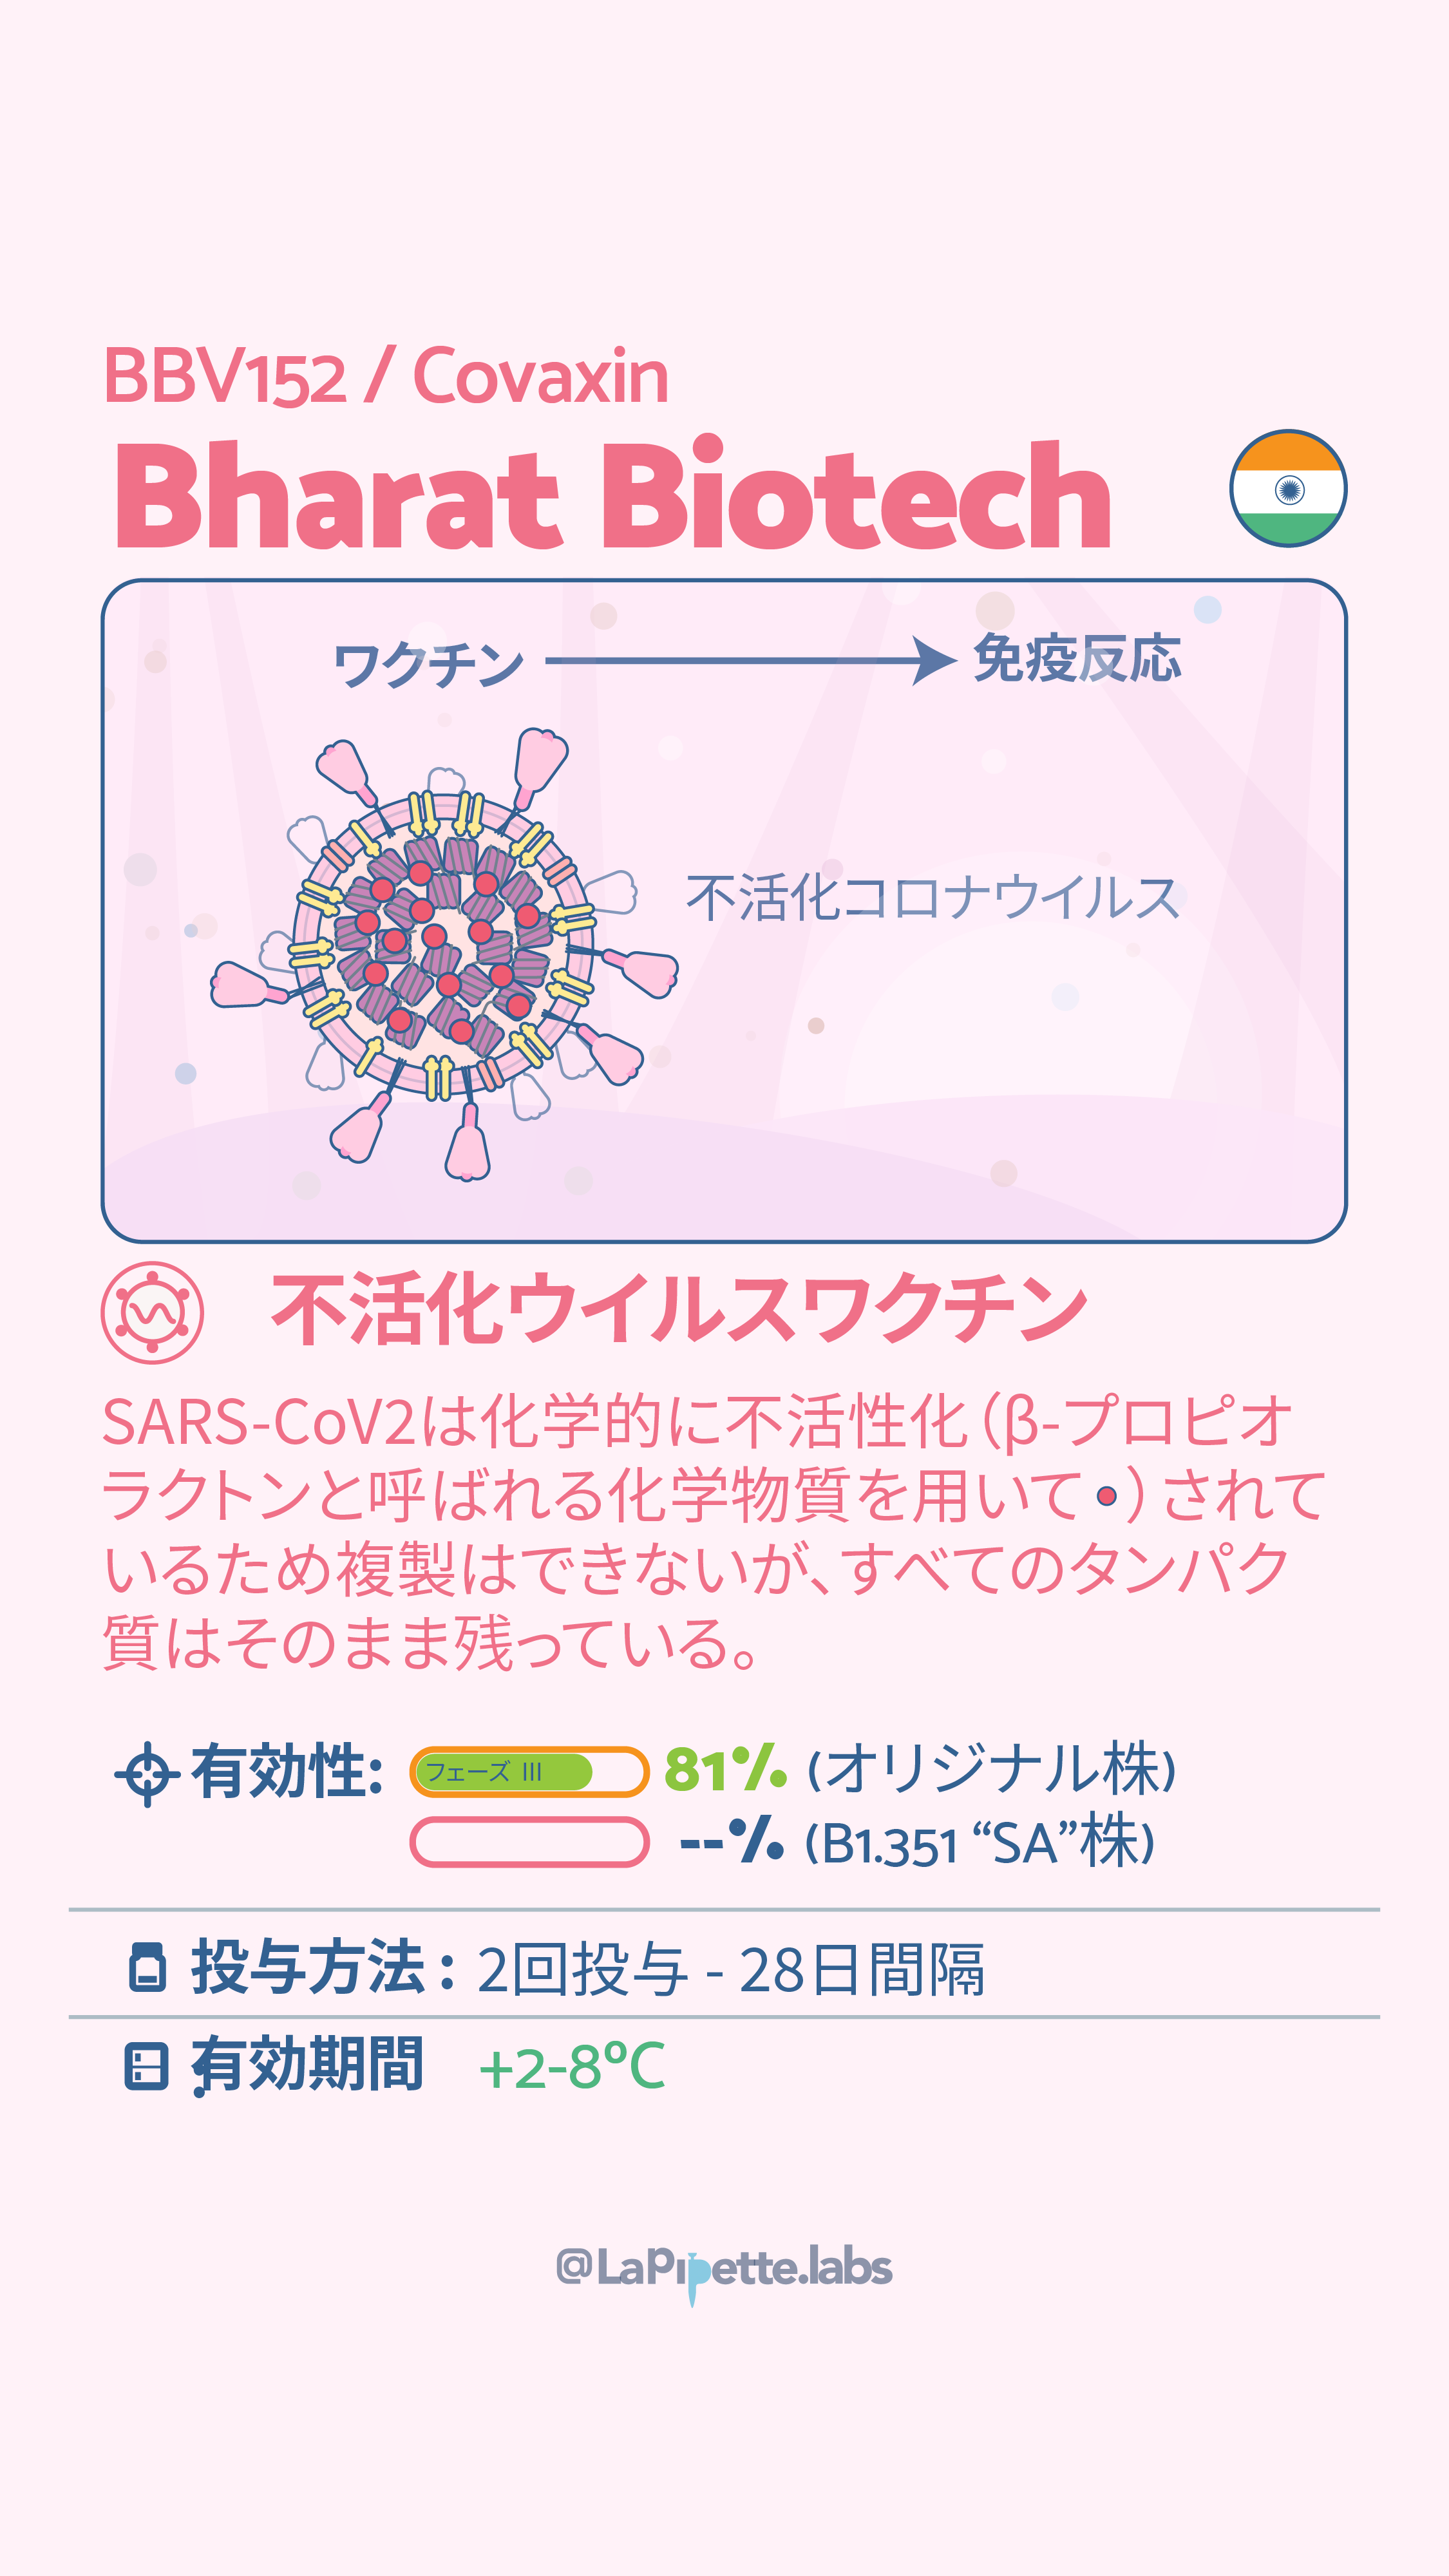 BBV152 / Covaxin
Bharat Biotech
ワクチン
免疫反応
不活化コロナウイルス
不活化ウイルスワクチン
SARS-CoV2は化学的に不活性化（β-プロピオ
ラクトンと呼ばれる化学物質を用いて）されて
いるため複製はできないが、すべてのタンパク
質はそのまま残っている。
有効性: フェーズ III 81% (オリジナル株)
--% (B1.351 “SA”株)
投与方法 : 2回投与 - 28日間隔
有効期間: +2-8°C
@LaPipette.labs